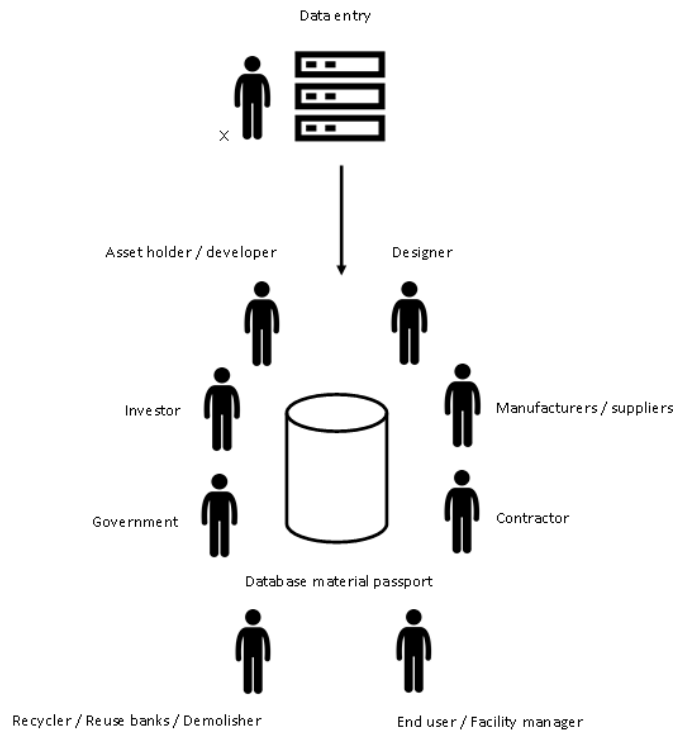 Data entry
X
Asset holder / developer
Designer
Investor
Manufacturers / suppliers
Government
Contractor
Database material passport
Recycler / Reuse banks / Demolisher
End user / Facility manager